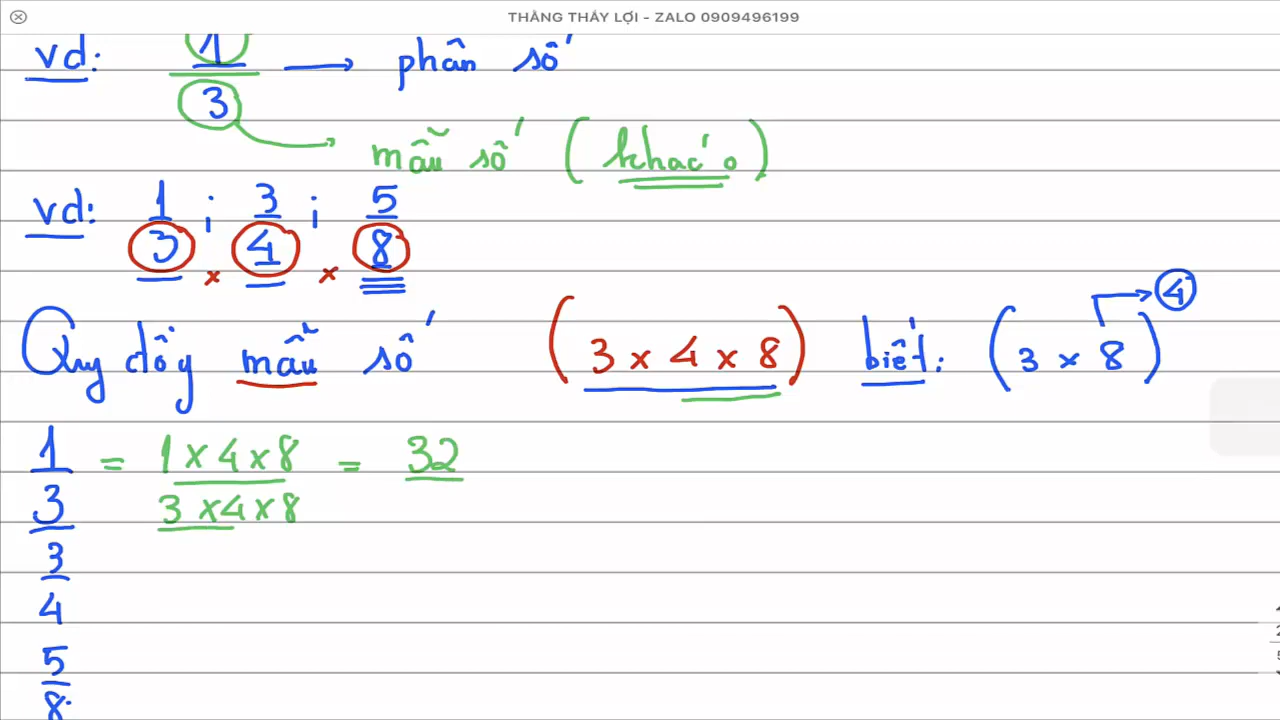 THẦNG THẦY LỢI - ZALO 0909496199
vd: 1/3 → phân số
mẫu số (khác 0)
vd: 1/3 ; 3/4 ; 5/8
× ×
Quy đồg mẫu số (3 × 4 × 8) biết: (3 × 8) → 4
1/3 = 1 × 4 × 8 / 3 × 4 × 8 = 32
3/4
5/8